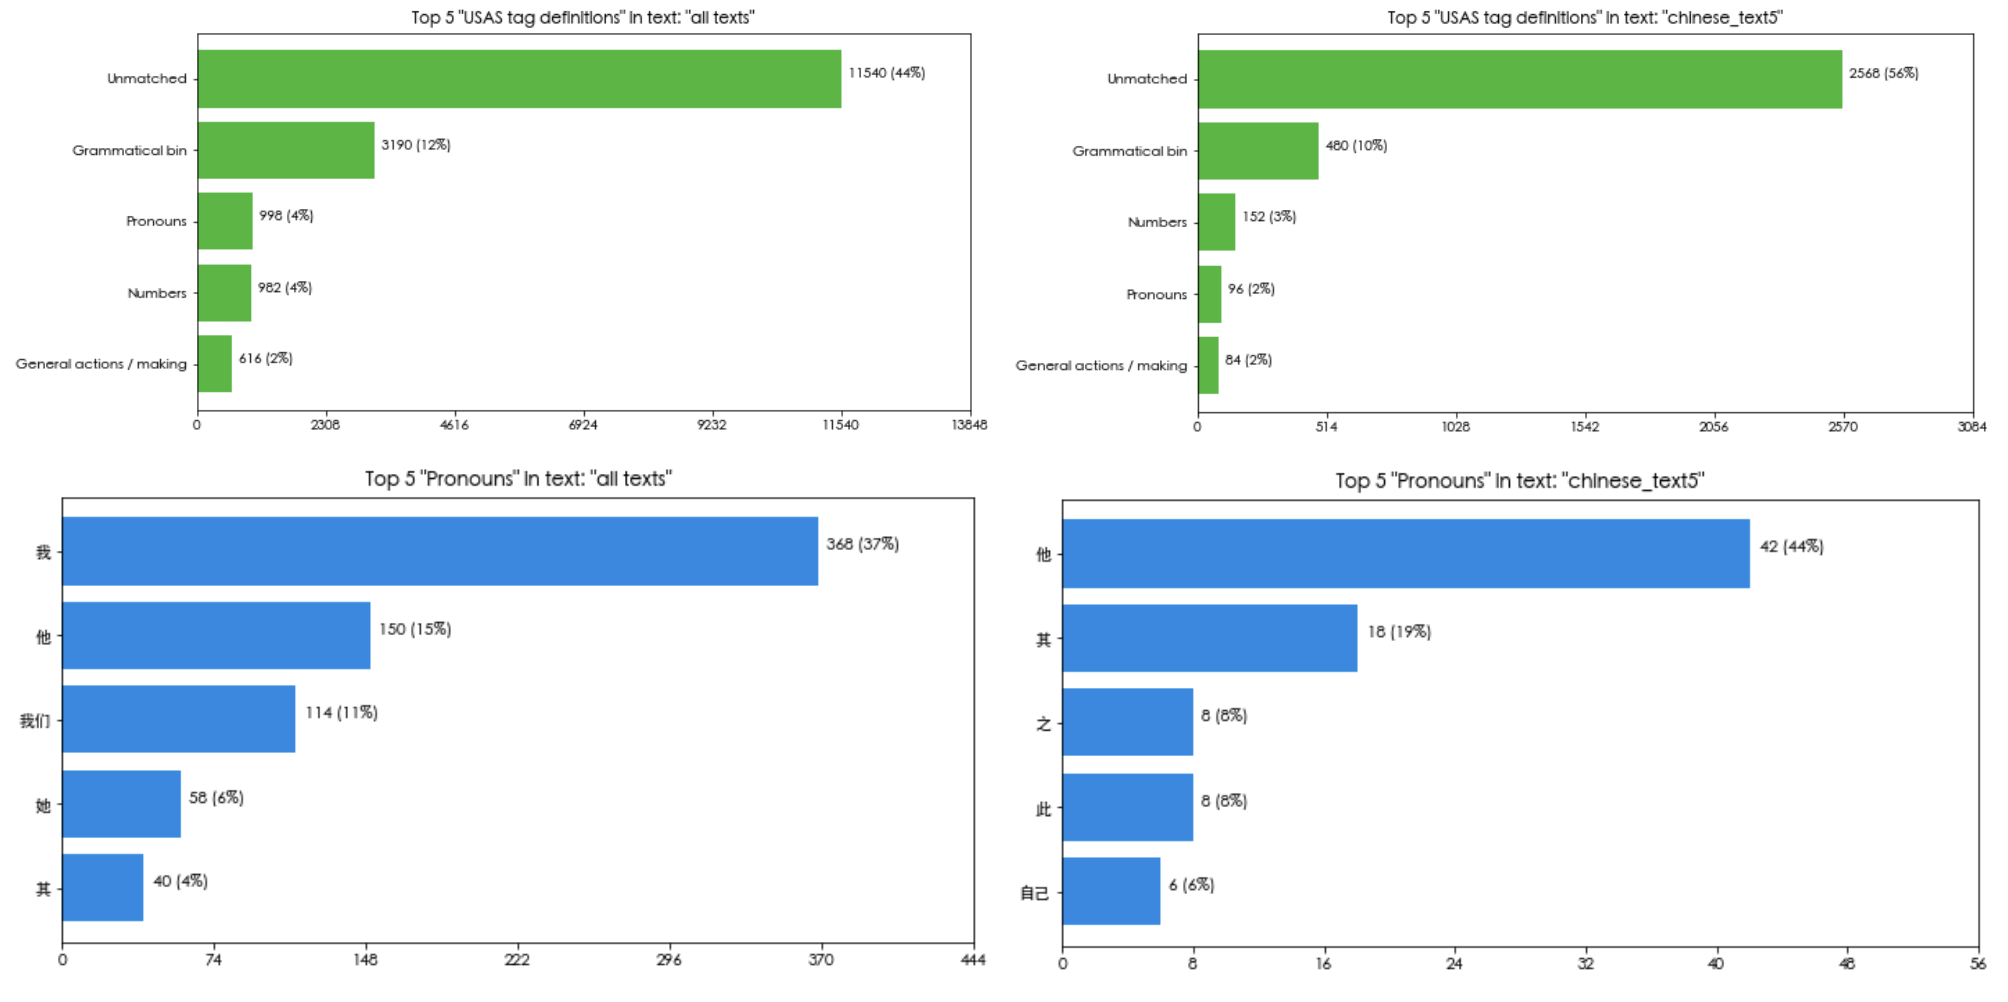 Top 5 "USAS tag definitions" in text: "all texts"
Unmatched
11540 (44%)
Grammatical bin
3190 (12%)
Pronouns
998 (4%)
Numbers
982 (4%)
General actions / making
616 (2%)
0 2308 4616 6924 9232 11540 13848
Top 5 "USAS tag definitions" in text: "chinese_text5"
Unmatched
2568 (56%)
Grammatical bin
480 (10%)
Numbers
152 (3%)
Pronouns
96 (2%)
General actions / making
84 (2%)
0 514 1028 1542 2056 2570 3084
Top 5 "Pronouns" in text: "all texts"
我
368 (37%)
他
150 (15%)
我们
114 (11%)
她
58 (6%)
其
40 (4%)
0 74 148 222 296 370 444
Top 5 "Pronouns" in text: "chinese_text5"
他
42 (44%)
其
18 (19%)
之
8 (8%)
此
8 (8%)
自己
6 (6%)
0 8 16 24 32 40 48 56